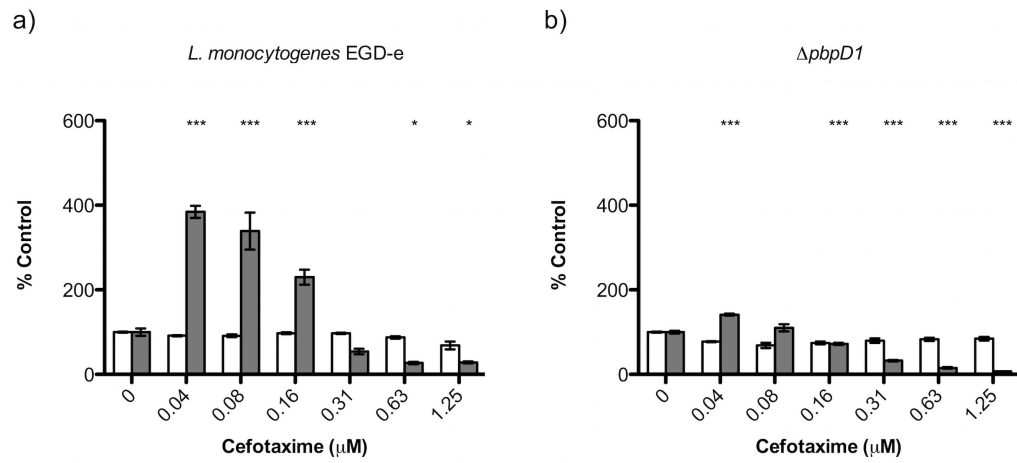 a)
L. monocytogenes EGD-e
*** *** *** * *
600
400
200
0
% Control
0 0.04 0.08 0.16 0.31 0.63 1.25
Cefotaxime (μM)
b)
ΔpbpD1
*** *** *** *** ***
600
400
200
0
% Control
0 0.04 0.08 0.16 0.31 0.63 1.25
Cefotaxime (μM)